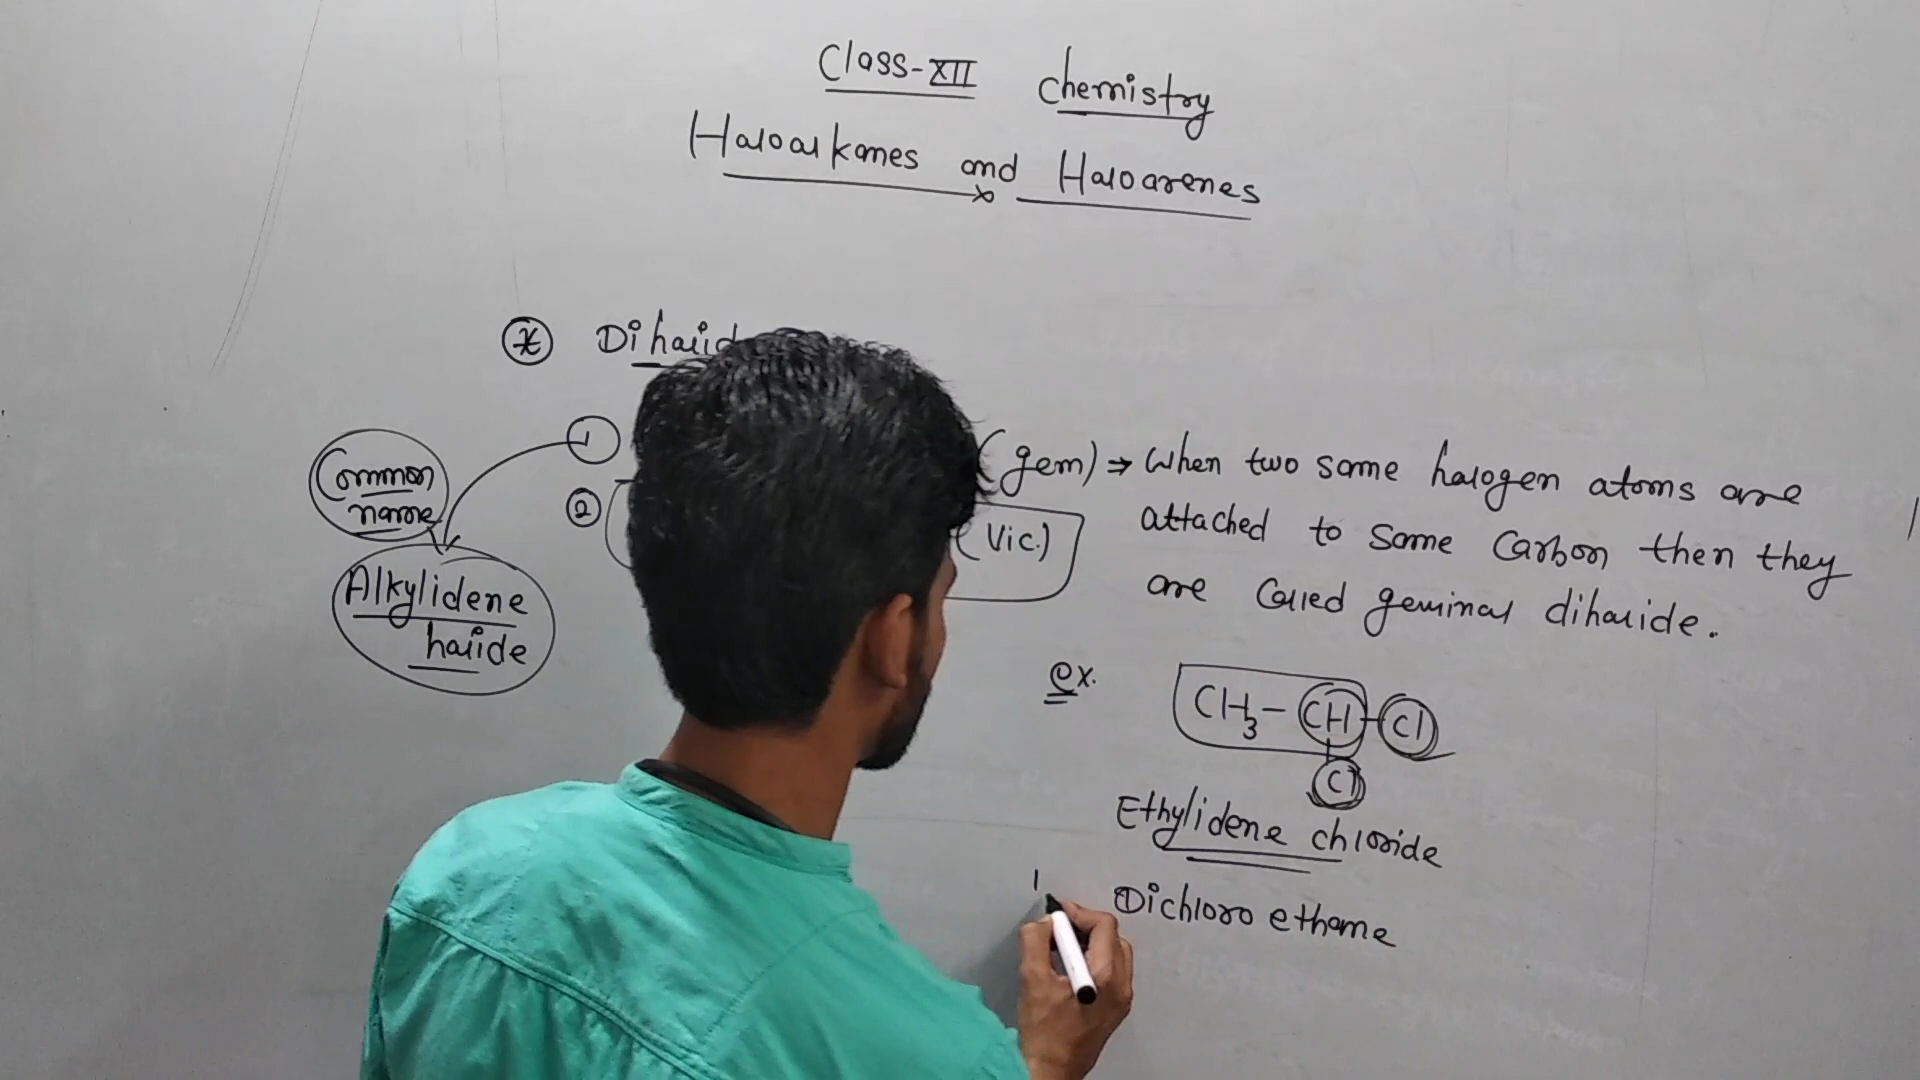 Class-XII Chemistry
Haloalkanes and Haloarenes
* Dihalid
1 (gem) ⇒ When two same halogen atoms are
Common
name
2 (Vic.)
attached to same carbon then they
Alkylidene
halide
are called geminal dihalide.
ex.
CH3-CH-Cl
Cl
Ethylidene chloride
1 Dichloro ethane